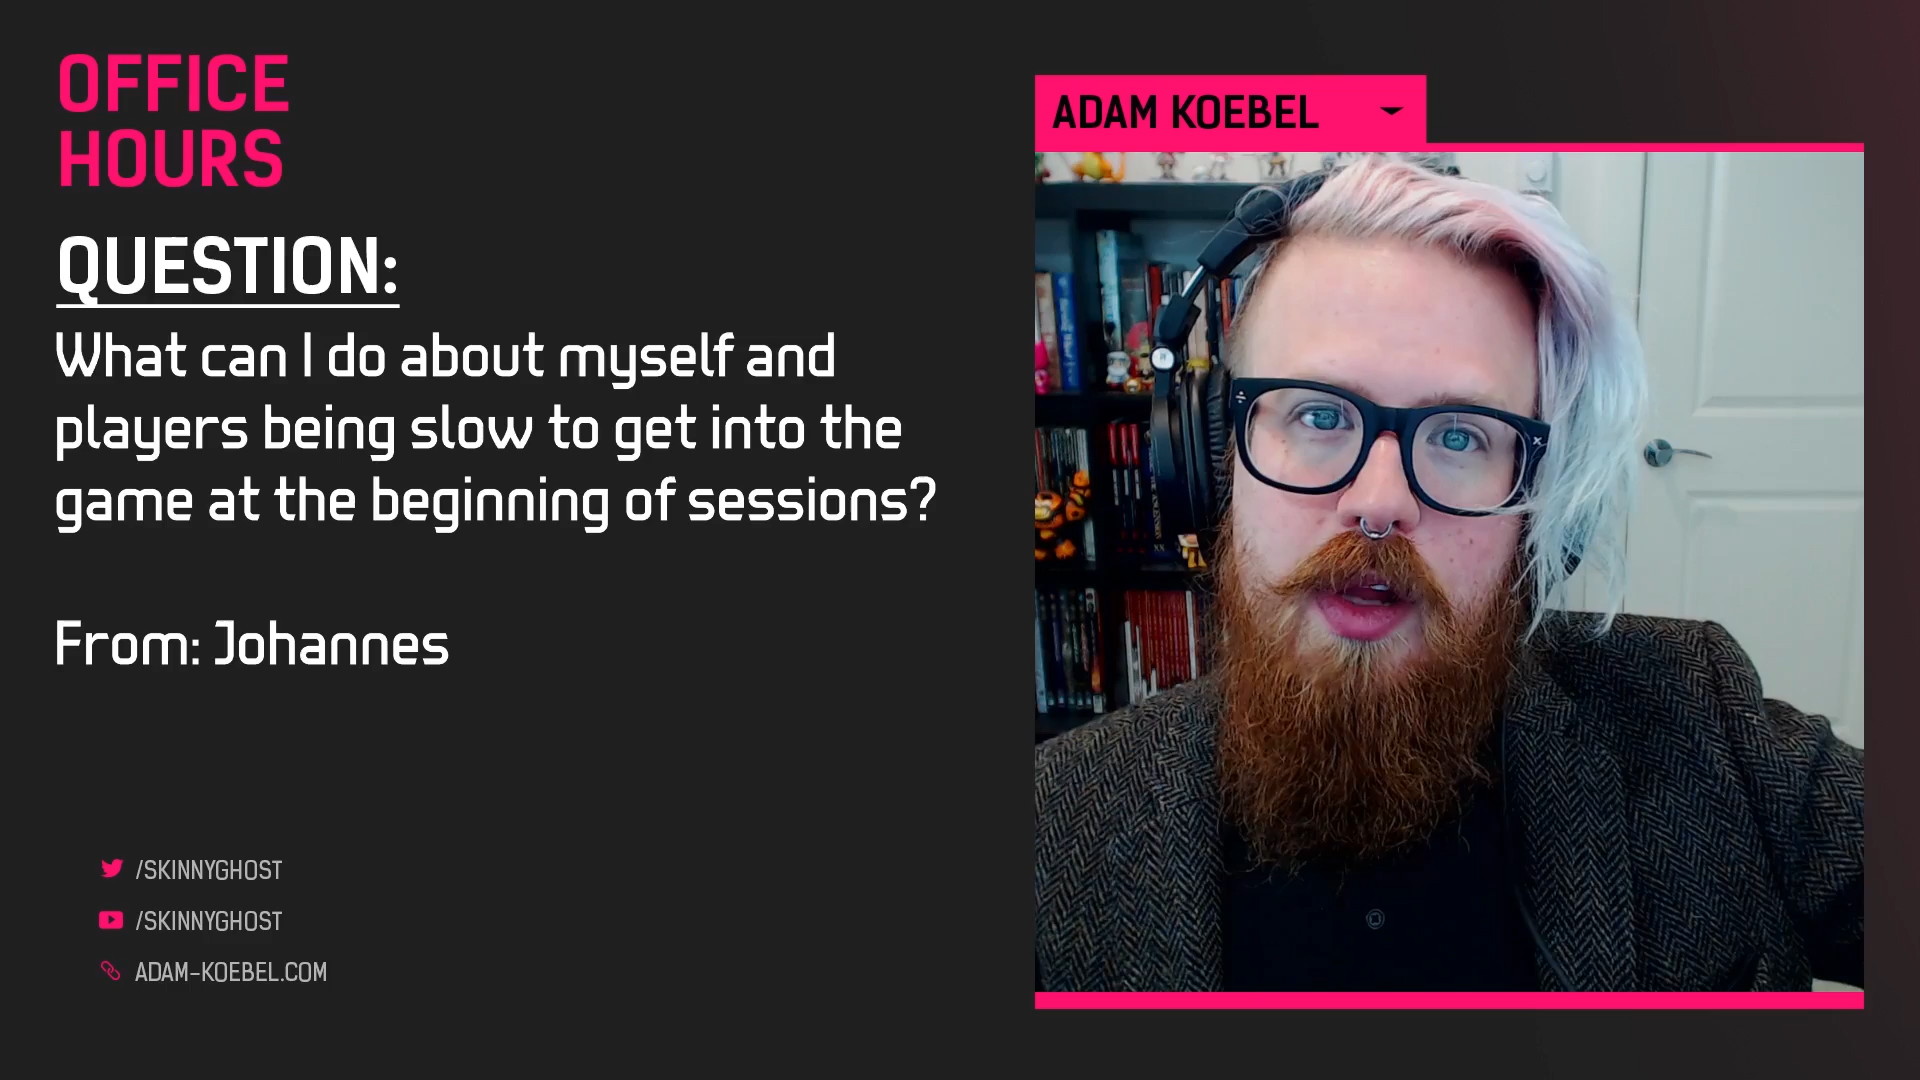 OFFICE
HOURS
QUESTION:
What can I do about myself and
players being slow to get into the
game at the beginning of sessions?
From: Johannes
/SKINNYGHOST
/SKINNYGHOST
ADAM-KOEBEL.COM
ADAM KOEBEL